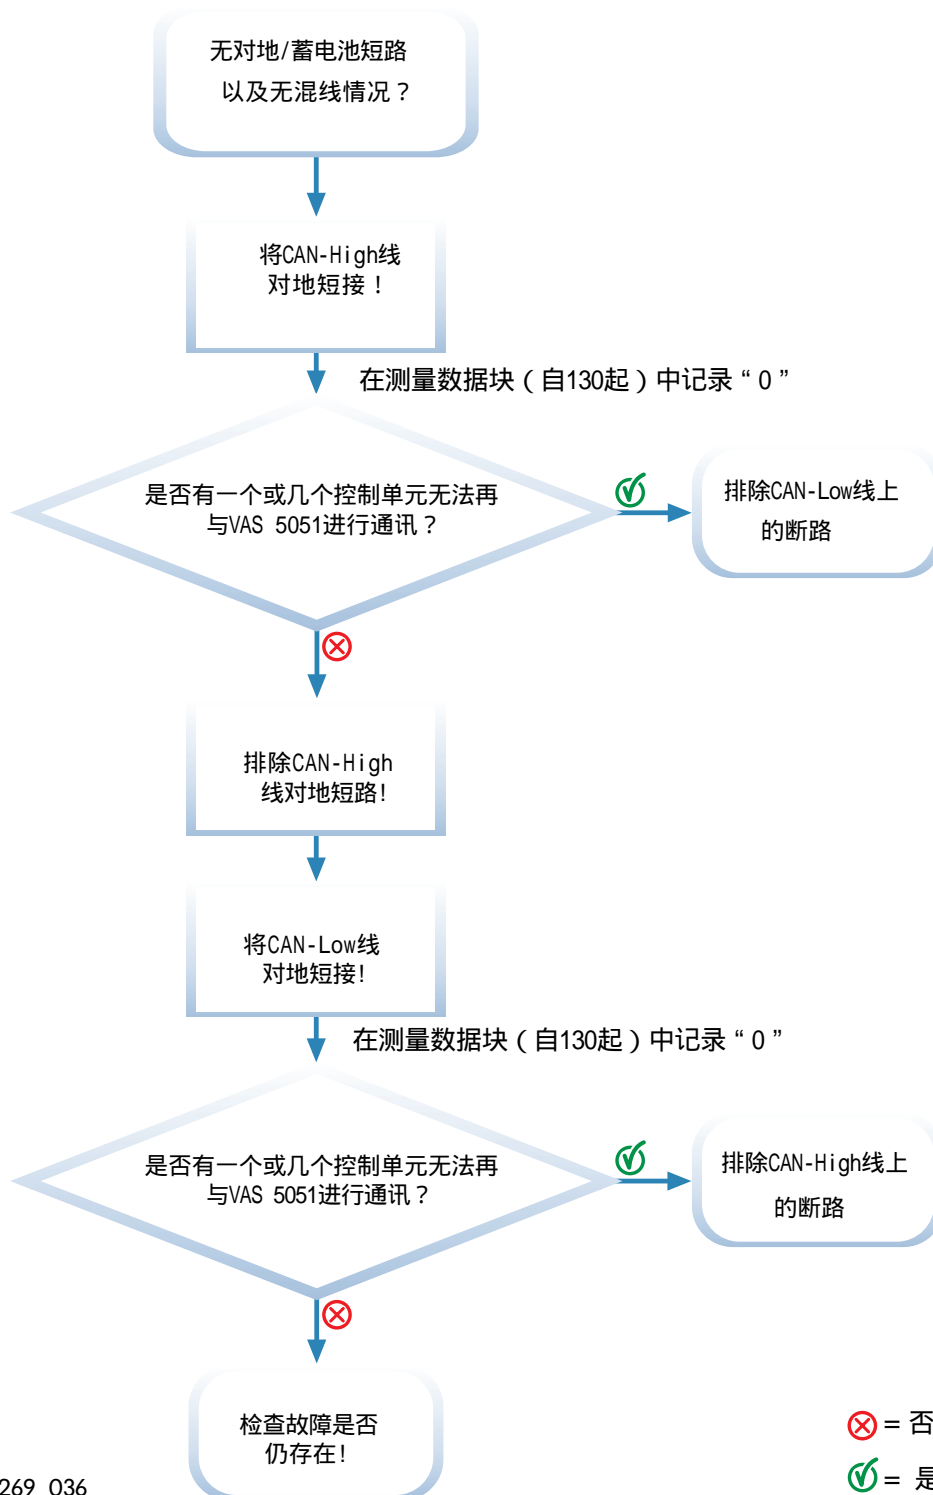 无对地/蓄电池短路
以及无混线情况？
将CAN-High线
对地短接！
在测量数据块（自130起）中记录“0”
是否有一个或几个控制单元无法再
与VAS 5051进行通讯？
排除CAN-Low线上
的断路
排除CAN-High
线对地短路!
将CAN-Low线
对地短接!
在测量数据块（自130起）中记录“0”
是否有一个或几个控制单元无法再
与VAS 5051进行通讯？
排除CAN-High线上
的断路
检查故障是否
仍存在!
= 否
= 是
269 036